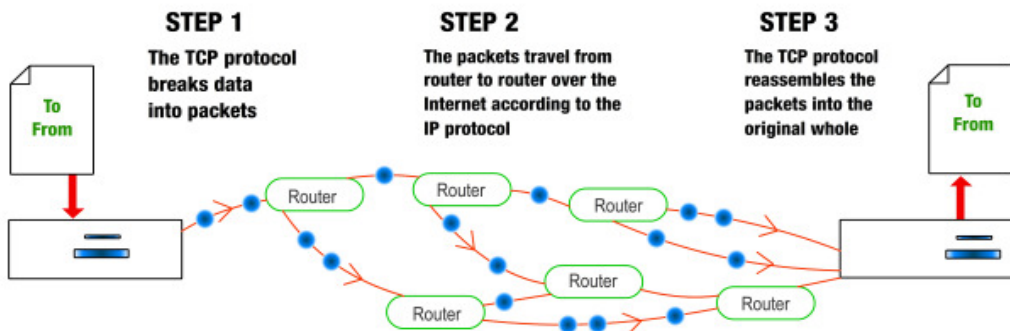 STEP 1
The TCP protocol
breaks data
into packets
STEP 2
The packets travel from
router to router over the
Internet according to the
IP protocol
STEP 3
The TCP protocol
reassembles the
packets into the
original whole
To
From
To
From
Router
Router
Router
Router
Router
Router